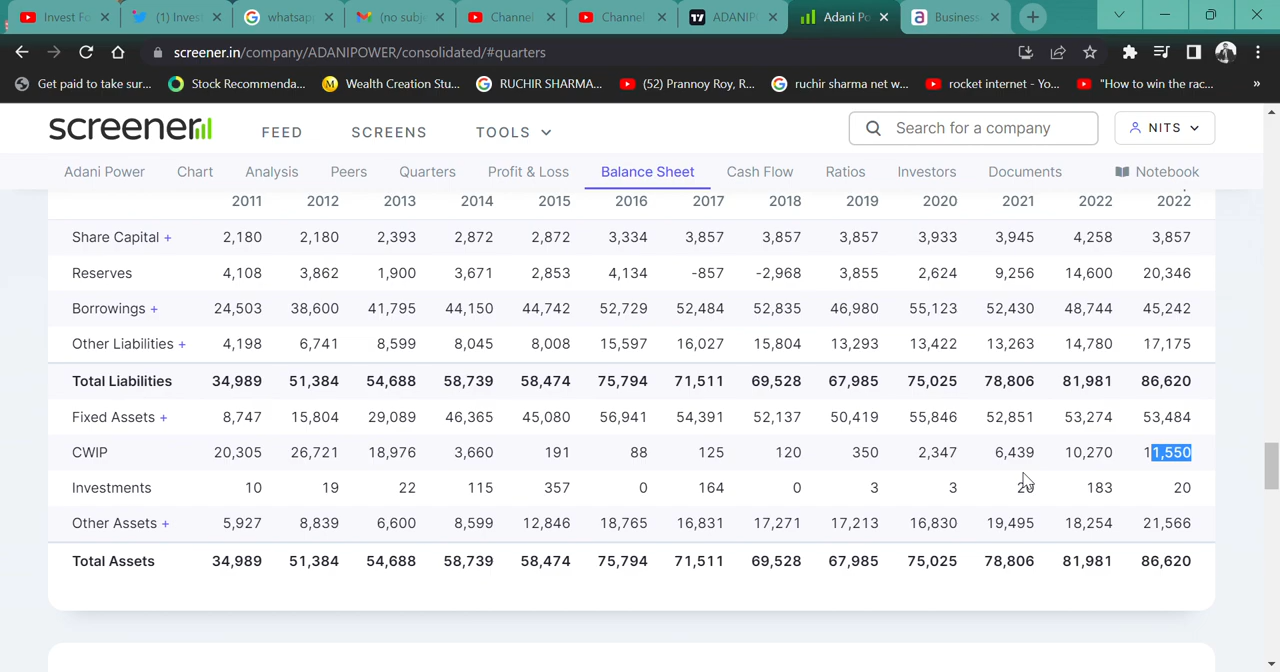 Invest Fo
(1) Invest
whatsapp
(no subje
Channel
Channel
ADANIP
Adani Po
Business
screener.in/company/ADANIPOWER/consolidated/#quarters
Get paid to take sur...
Stock Recommenda...
Wealth Creation Stu...
RUCHIR SHARMA...
(52) Prannoy Roy, R...
ruchir sharma net w...
rocket internet - Yo...
"How to win the rac...
»
screener
FEED
SCREENS
TOOLS
Search for a company
NITS
Adani Power
Chart
Analysis
Peers
Quarters
Profit & Loss
Balance Sheet
Cash Flow
Ratios
Investors
Documents
Notebook
2011 2012 2013 2014 2015 2016 2017 2018 2019 2020 2021 2022 2022
Share Capital + 2,180 2,180 2,393 2,872 2,872 3,334 3,857 3,857 3,857 3,933 3,945 4,258 3,857
Reserves 4,108 3,862 1,900 3,671 2,853 4,134 -857 -2,968 3,855 2,624 9,256 14,600 20,346
Borrowings + 24,503 38,600 41,795 44,150 44,742 52,729 52,484 52,835 46,980 55,123 52,430 48,744 45,242
Other Liabilities + 4,198 6,741 8,599 8,045 8,008 15,597 16,027 15,804 13,293 13,422 13,263 14,780 17,175
Total Liabilities 34,989 51,384 54,688 58,739 58,474 75,794 71,511 69,528 67,985 75,025 78,806 81,981 86,620
Fixed Assets + 8,747 15,804 29,089 46,365 45,080 56,941 54,391 52,137 50,419 55,846 52,851 53,274 53,484
CWIP 20,305 26,721 18,976 3,660 191 88 125 120 350 2,347 6,439 10,270 11,550
Investments 10 19 22 115 357 0 164 0 3 3 20 183 20
Other Assets + 5,927 8,839 6,600 8,599 12,846 18,765 16,831 17,271 17,213 16,830 19,495 18,254 21,566
Total Assets 34,989 51,384 54,688 58,739 58,474 75,794 71,511 69,528 67,985 75,025 78,806 81,981 86,620